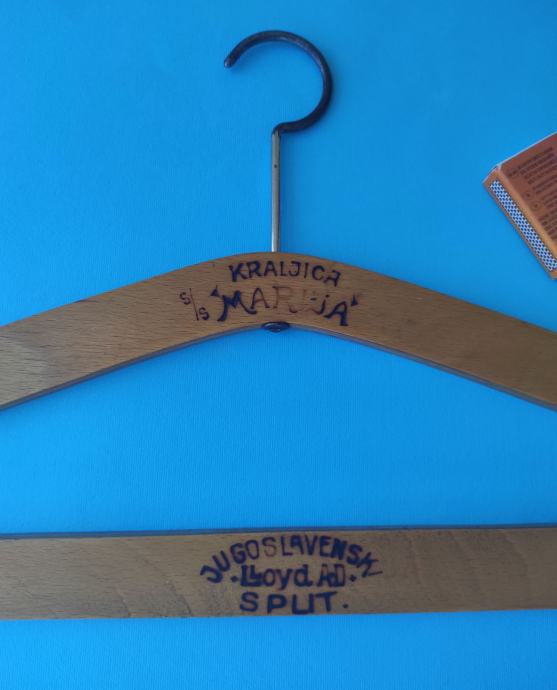 KRALJICA
S/S "MARIJA"
JUGOSLAVENSKI
Lloyd A.D.
SPLIT.